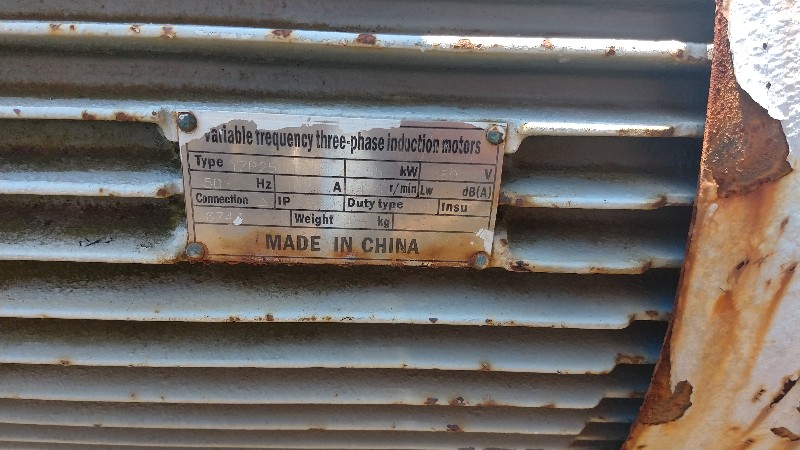 Variable frequency three-phase induction motors
Type kW V
50 Hz A r/min Lw dB(A)
Connection IP Duty type Insu
Weight kg
MADE IN CHINA